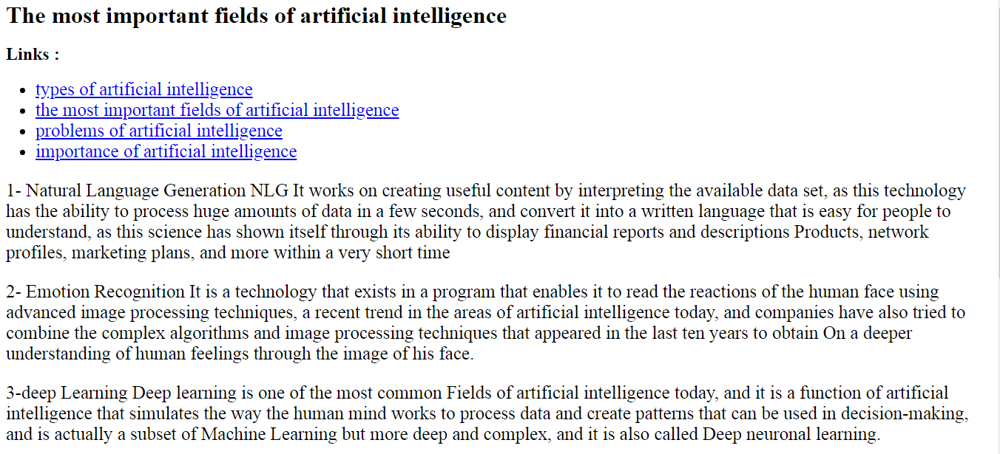 The most important fields of artificial intelligence
Links :
types of artificial intelligence
the most important fields of artificial intelligence
problems of artificial intelligence
importance of artificial intelligence
1- Natural Language Generation NLG It works on creating useful content by interpreting the available data set, as this technology
has the ability to process huge amounts of data in a few seconds, and convert it into a written language that is easy for people to
understand, as this science has shown itself through its ability to display financial reports and descriptions Products, network
profiles, marketing plans, and more within a very short time
2- Emotion Recognition It is a technology that exists in a program that enables it to read the reactions of the human face using
advanced image processing techniques, a recent trend in the areas of artificial intelligence today, and companies have also tried to
combine the complex algorithms and image processing techniques that appeared in the last ten years to obtain On a deeper
understanding of human feelings through the image of his face.
3-deep Learning Deep learning is one of the most common Fields of artificial intelligence today, and it is a function of artificial
intelligence that simulates the way the human mind works to process data and create patterns that can be used in decision-making,
and is actually a subset of Machine Learning but more deep and complex, and it is also called Deep neuronal learning.